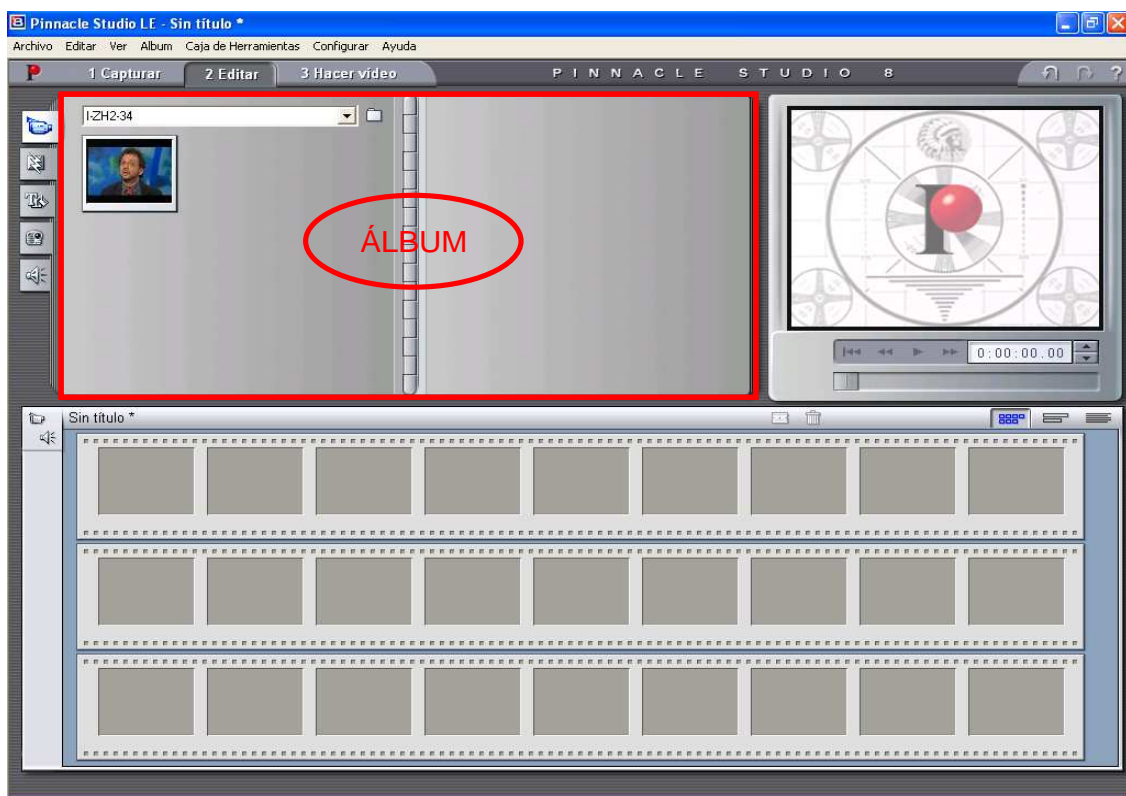 Pinnacle Studio LE - Sin título *
Archivo Editar Ver Album Caja de Herramientas Configurar Ayuda
1 Capturar 2 Editar 3 Hacer vídeo PINNACLE STUDIO 8 ?
I-ZH2-34
ÁLBUM
0:00:00.00
Sin título *